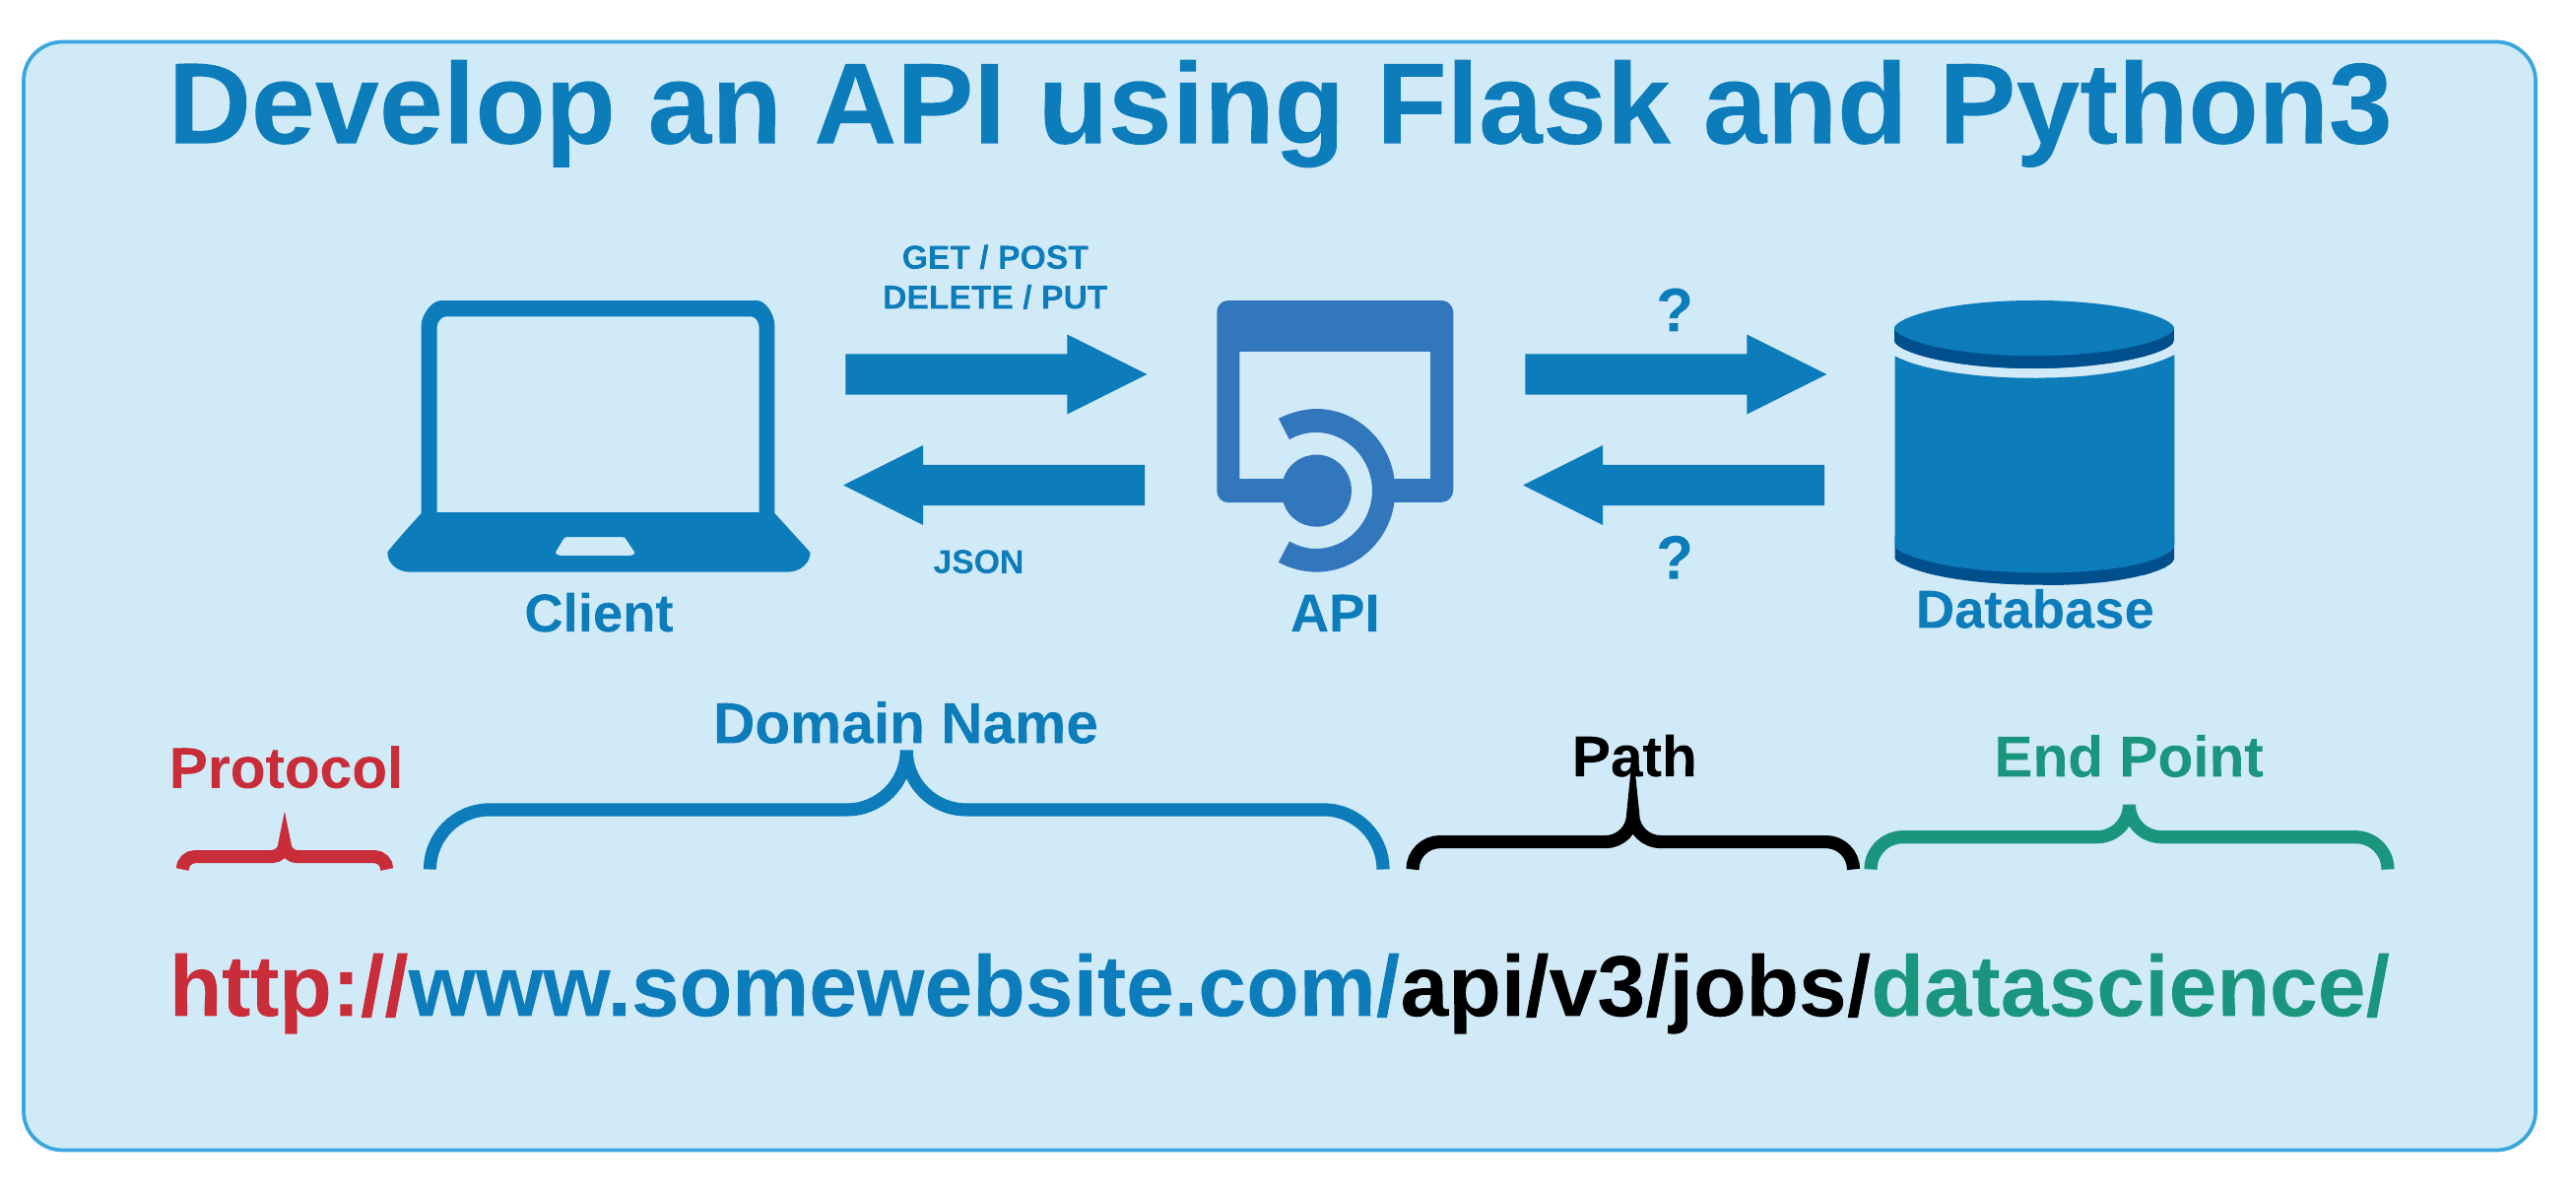 Develop an API using Flask and Python3
GET / POST
DELETE / PUT
?
JSON
?
Client
API
Database
Domain Name
Protocol
Path
End Point
http://www.somewebsite.com/api/v3/jobs/datascience/